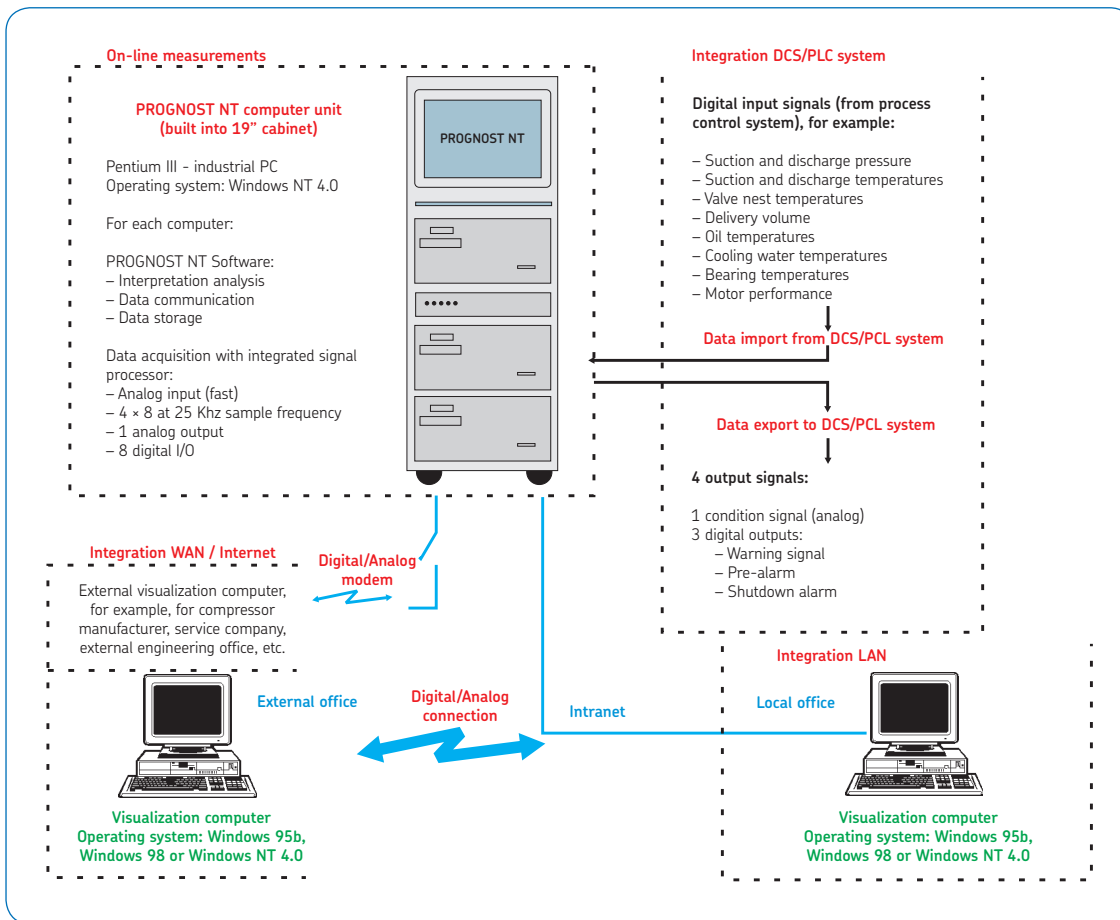 On-line measurements
PROGNOST NT computer unit
(built into 19” cabinet)
Pentium III - industrial PC
Operating system: Windows NT 4.0
For each computer:
PROGNOST NT Software:
– Interpretation analysis
– Data communication
– Data storage
Data acquisition with integrated signal
processor:
– Analog input (fast)
– 4 × 8 at 25 Khz sample frequency
– 1 analog output
– 8 digital I/O
PROGNOST NT
Integration DCS/PLC system
Digital input signals (from process
control system), for example:
– Suction and discharge pressure
– Suction and discharge temperatures
– Valve nest temperatures
– Delivery volume
– Oil temperatures
– Cooling water temperatures
– Bearing temperatures
– Motor performance
Data import from DCS/PCL system
Data export to DCS/PCL system
4 output signals:
1 condition signal (analog)
3 digital outputs:
– Warning signal
– Pre-alarm
– Shutdown alarm
Integration WAN / Internet
External visualization computer,
for example, for compressor
manufacturer, service company,
external engineering office, etc.
Digital/Analog
modem
External office
Digital/Analog
connection
Intranet
Visualization computer
Operating system: Windows 95b,
Windows 98 or Windows NT 4.0
Integration LAN
Local office
Visualization computer
Operating system: Windows 95b,
Windows 98 or Windows NT 4.0